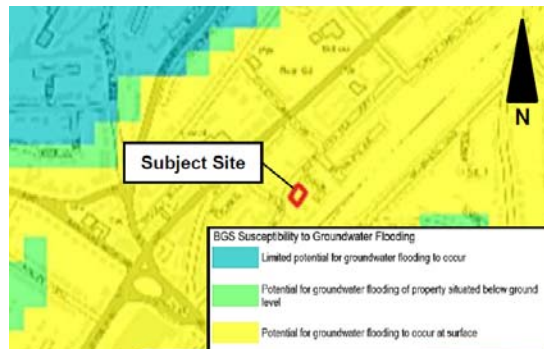 N
Subject Site
BGS Susceptibility to Groundwater Flooding
Limited potential for groundwater flooding to occur
Potential for groundwater flooding of property situated below ground
level
Potential for groundwater flooding to occur at surface